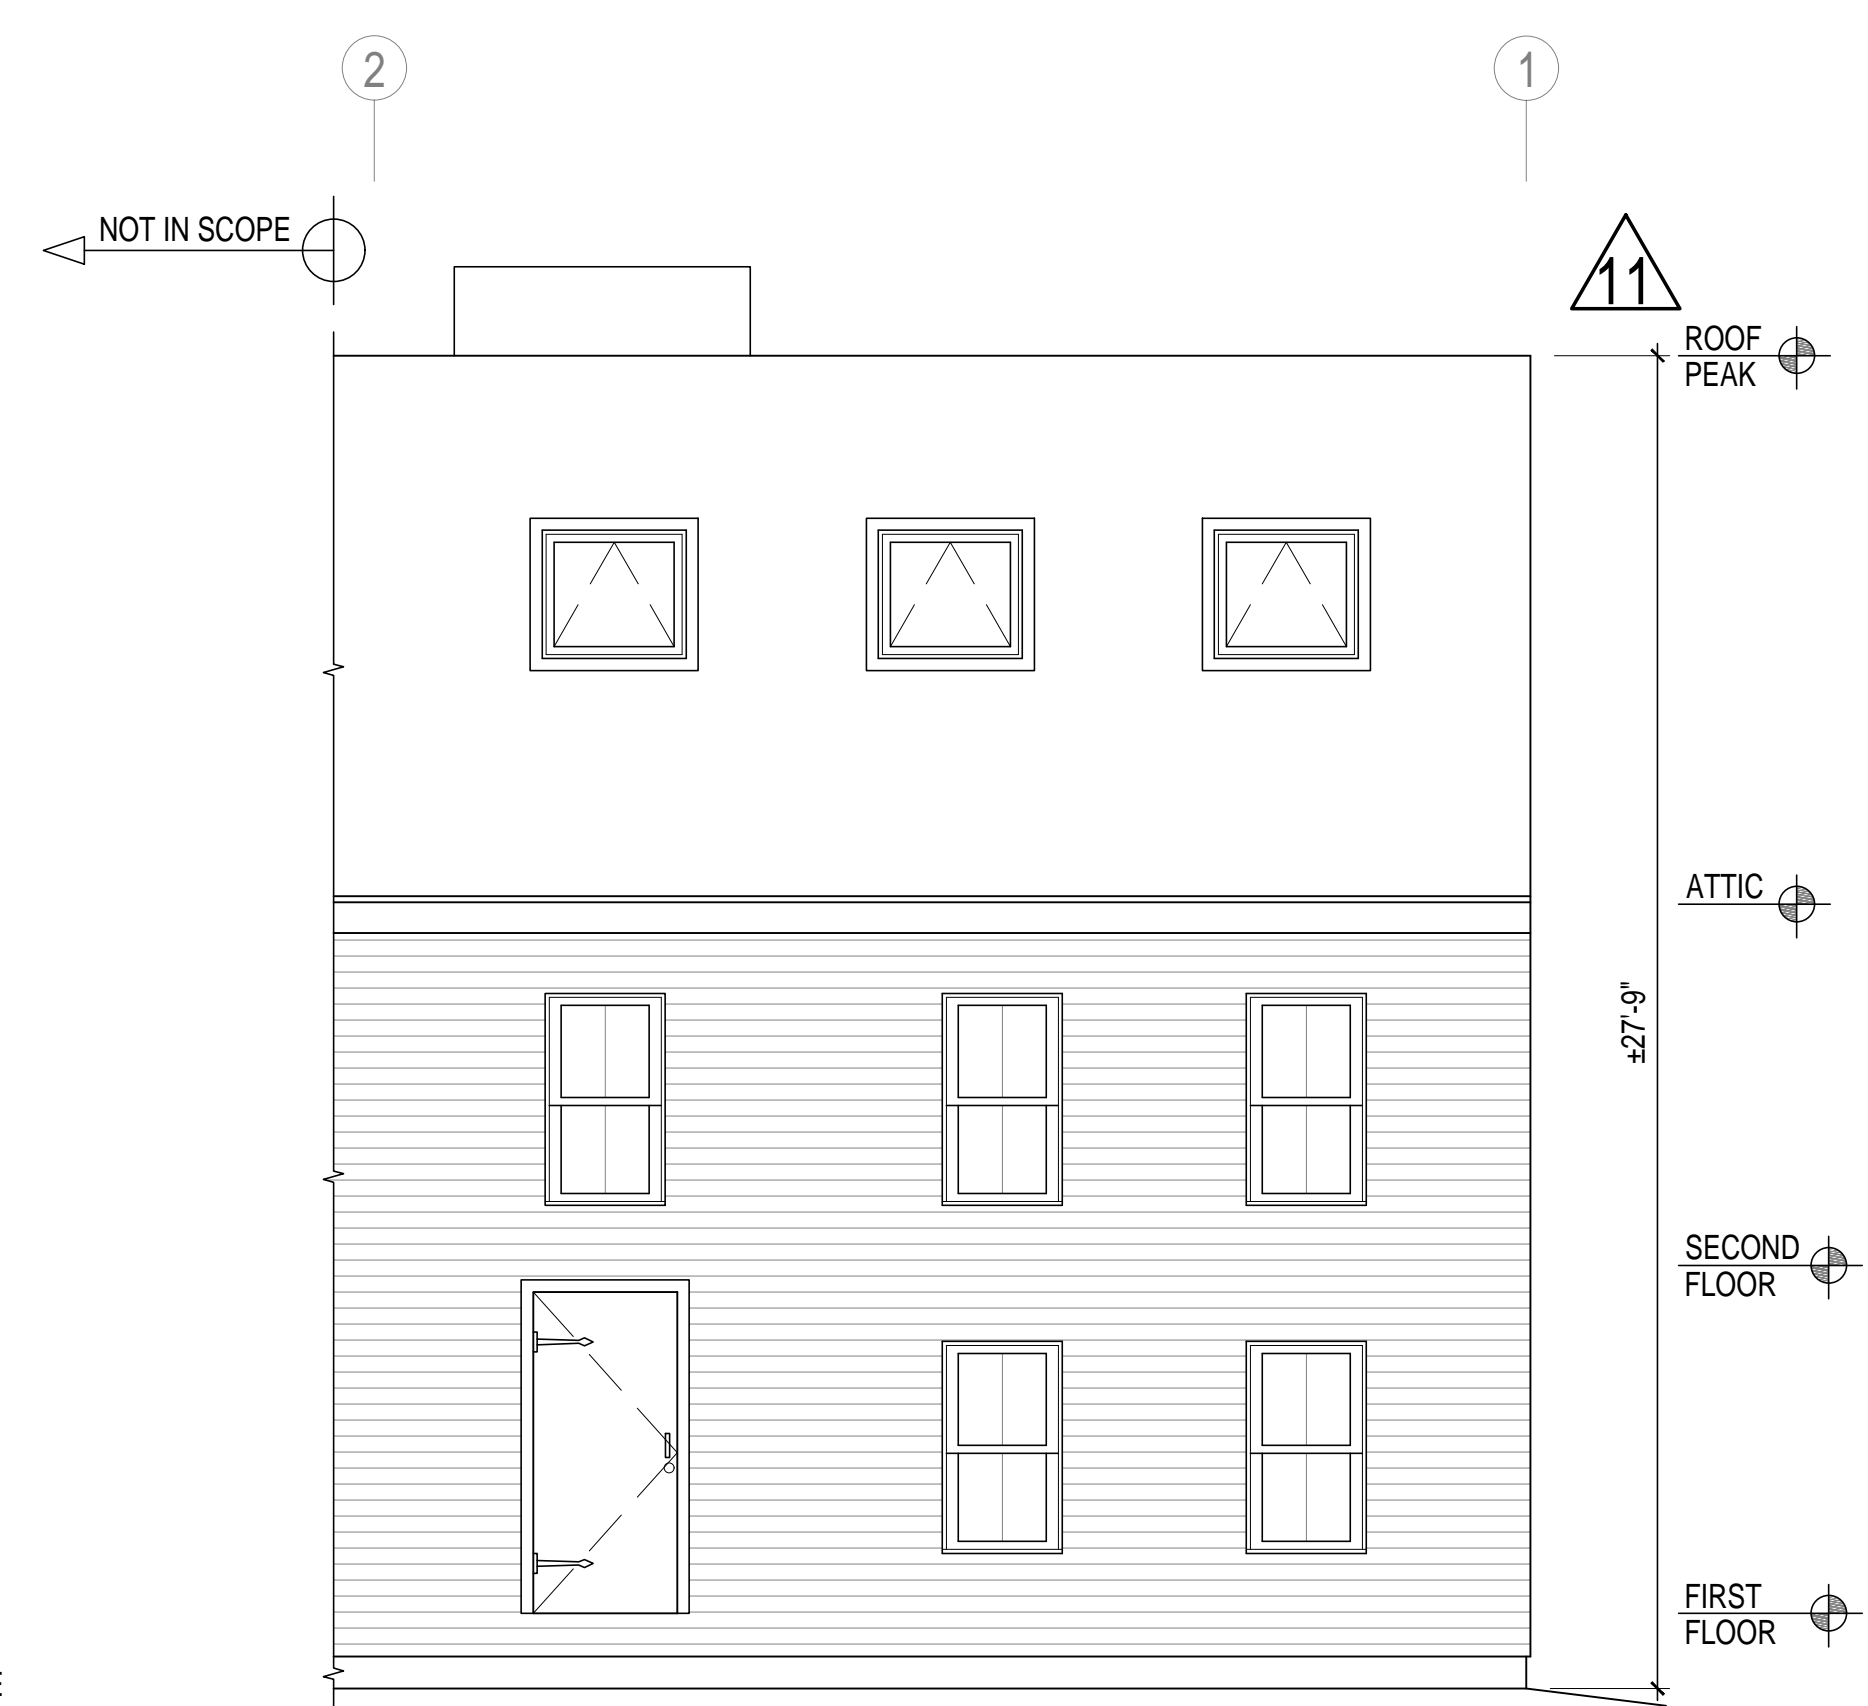 2
1
NOT IN SCOPE
11
ROOF
PEAK
ATTIC
±27'-9"
SECOND
FLOOR
FIRST
FLOOR